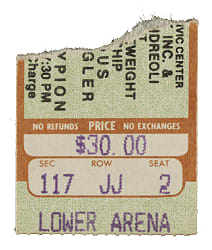 VIC CENTER
INC. &
DREOLI
WEIGHT
HIP
US
GLER
YPION
:30 PM
charge
NO REFUNDS PRICE NO EXCHANGES
$30.00
SEC ROW SEAT
117 JJ 2
LOWER ARENA